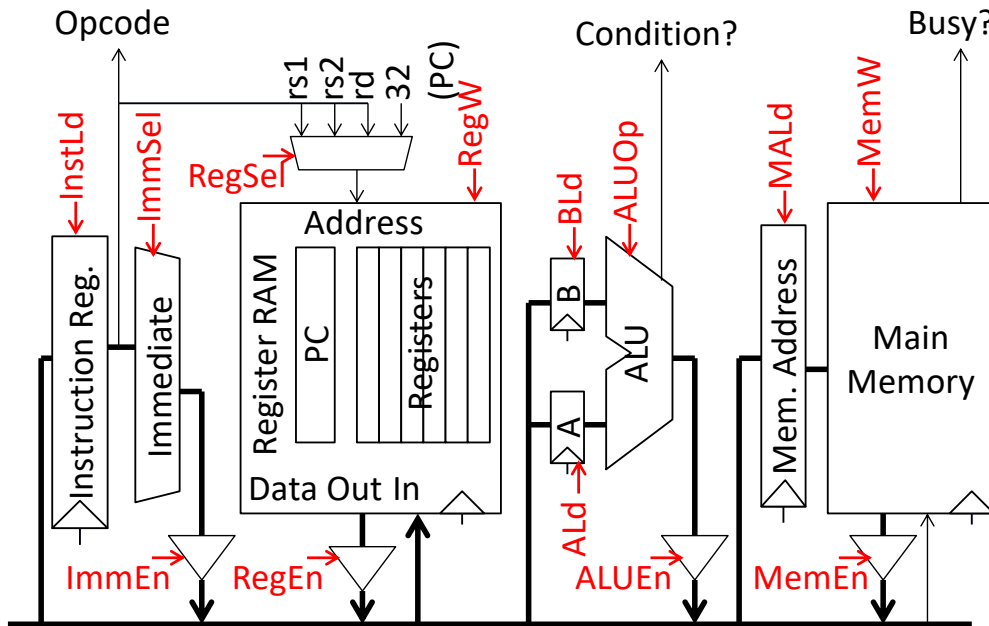 Opcode
Condition?
Busy?
rs1
rs2
rd
32
(PC)
InstLd
ImmSel
RegSel
RegW
BLd
ALUOp
MALd
MemW
Instruction Reg.
Immediate
Address
Register RAM
PC
Registers
Data Out In
B
A
ALU
Mem. Address
Main
Memory
ALd
ImmEn
RegEn
ALUEn
MemEn